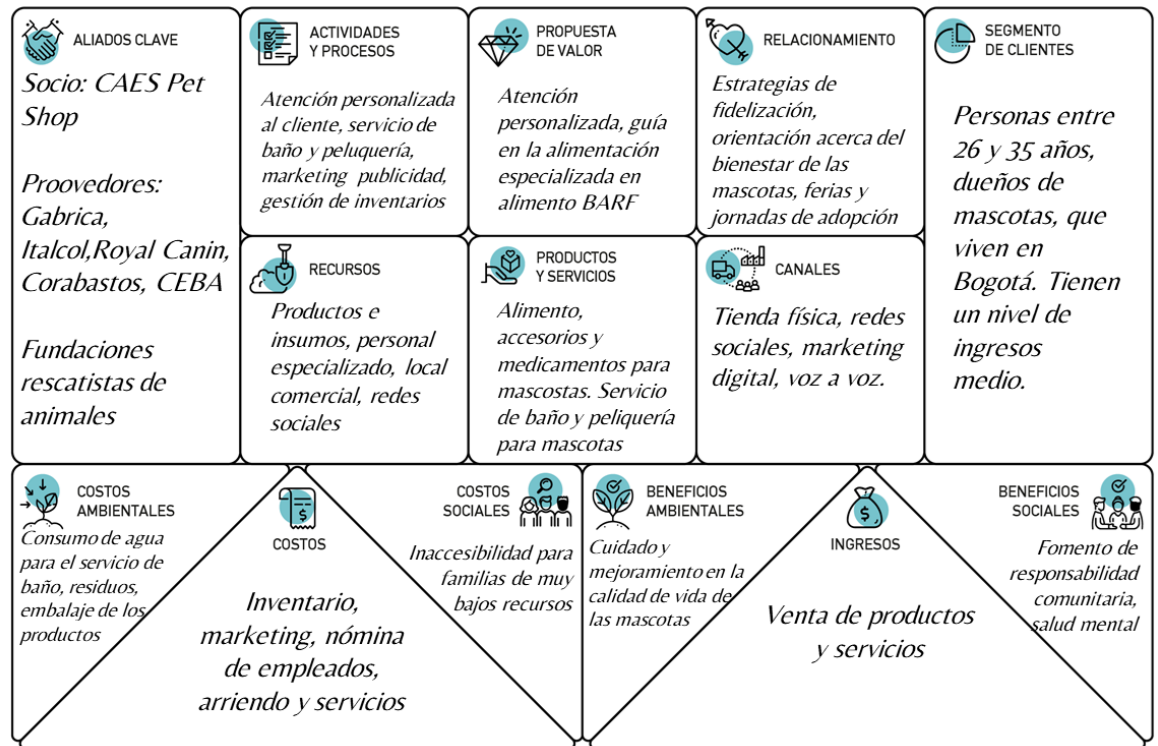 ALIADOS CLAVE
Socio: CAES Pet
Shop
Proovedores:
Gabrica,
Italcol,Royal Canin,
Corabastos, CEBA
Fundaciones
rescatistas de
animales
ACTIVIDADES
Y PROCESOS
Atención personalizada
al cliente, servicio de
baño y peluquería,
marketing publicidad,
gestión de inventarios
RECURSOS
Productos e
insumos, personal
especializado, local
comercial, redes
sociales
PROPUESTA
DE VALOR
Atención
personalizada, guía
en la alimentación
especializada en
alimento BARF
PRODUCTOS
Y SERVICIOS
Alimento,
accesorios y
medicamentos para
mascostas. Servicio
de baño y peliquería
para mascotas
RELACIONAMIENTO
Estrategias de
fidelización,
orientación acerca del
bienestar de las
mascotas, ferias y
jornadas de adopción
CANALES
Tienda física, redes
sociales, marketing
digital, voz a voz.
SEGMENTO
DE CLIENTES
Personas entre
26 y 35 años,
dueños de
mascotas, que
viven en
Bogotá. Tienen
un nivel de
ingresos
medio.
COSTOS
AMBIENTALES
Consumo de agua
para el servicio de
baño, residuos,
embalaje de los
productos
$
COSTOS
Inventario,
marketing, nómina
de empleados,
arriendo y servicios
COSTOS
SOCIALES
Inaccesibilidad para
familias de muy
bajos recursos
BENEFICIOS
AMBIENTALES
Cuidado y
mejoramiento en la
calidad de vida de
las mascotas
$
INGRESOS
Venta de productos
y servicios
BENEFICIOS
SOCIALES
Fomento de
responsabilidad
comunitaria,
salud mental